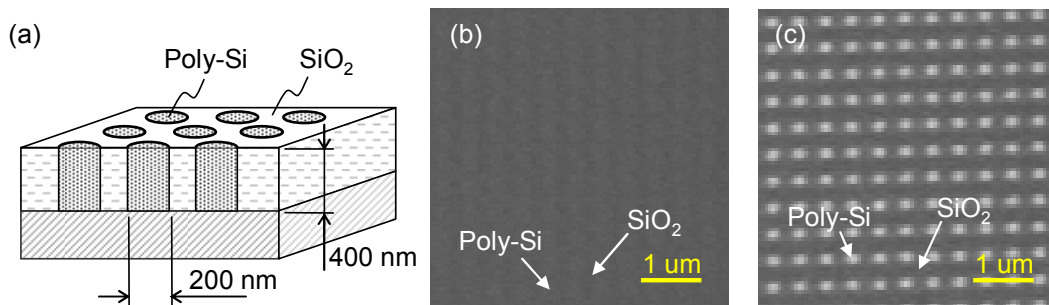 (a)
Poly-Si
SiO₂
400 nm
200 nm
(b)
Poly-Si
SiO₂
1 um
(c)
Poly-Si
SiO₂
1 um